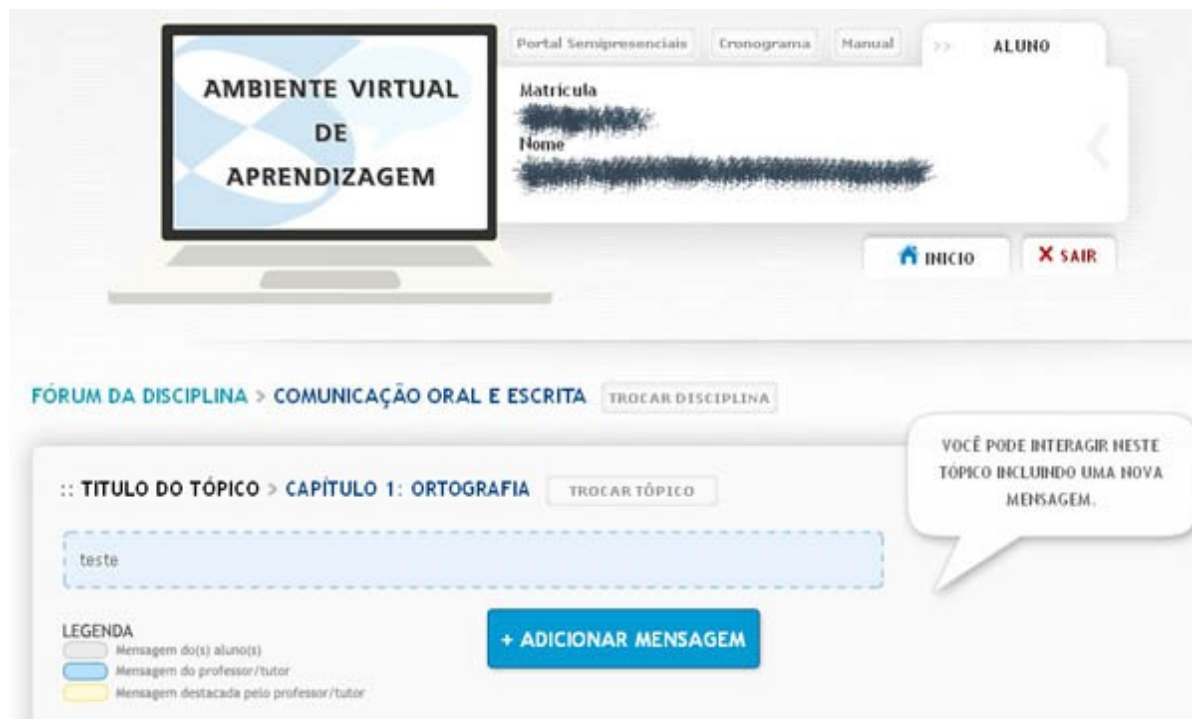 AMBIENTE VIRTUAL
DE
APRENDIZAGEM
Portal Semipresenciais Cronograma Manual >> ALUNO
Matrícula
Nome
INICIO X SAIR
FÓRUM DA DISCIPLINA > COMUNICAÇÃO ORAL E ESCRITA TROCAR DISCIPLINA
VOCÊ PODE INTERAGIR NESTE
TÓPICO INCLUINDO UMA NOVA
MENSAGEM.
:: TITULO DO TÓPICO > CAPÍTULO 1: ORTOGRAFIA TROCAR TÓPICO
teste
LEGENDA
Mensagem do(s) aluno(s)
Mensagem do professor/tutor
Mensagem destacada pelo professor/tutor
+ ADICIONAR MENSAGEM